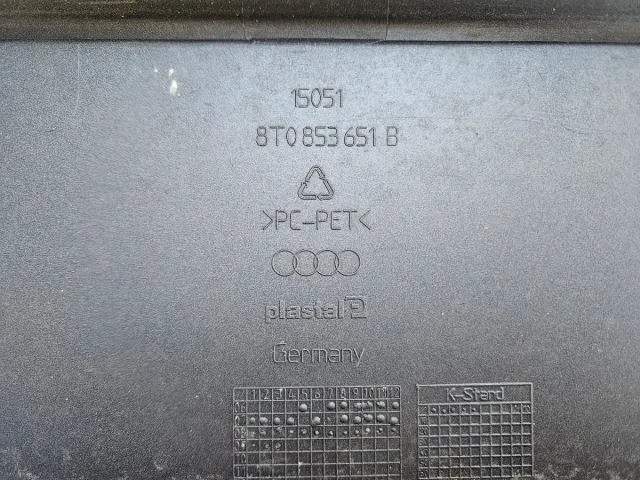 15051
8T0 853 651 B
>PC-PET<
plastal
Germany
1 2 3 4 5 6 7 8 9 10 11 12
K-Stand